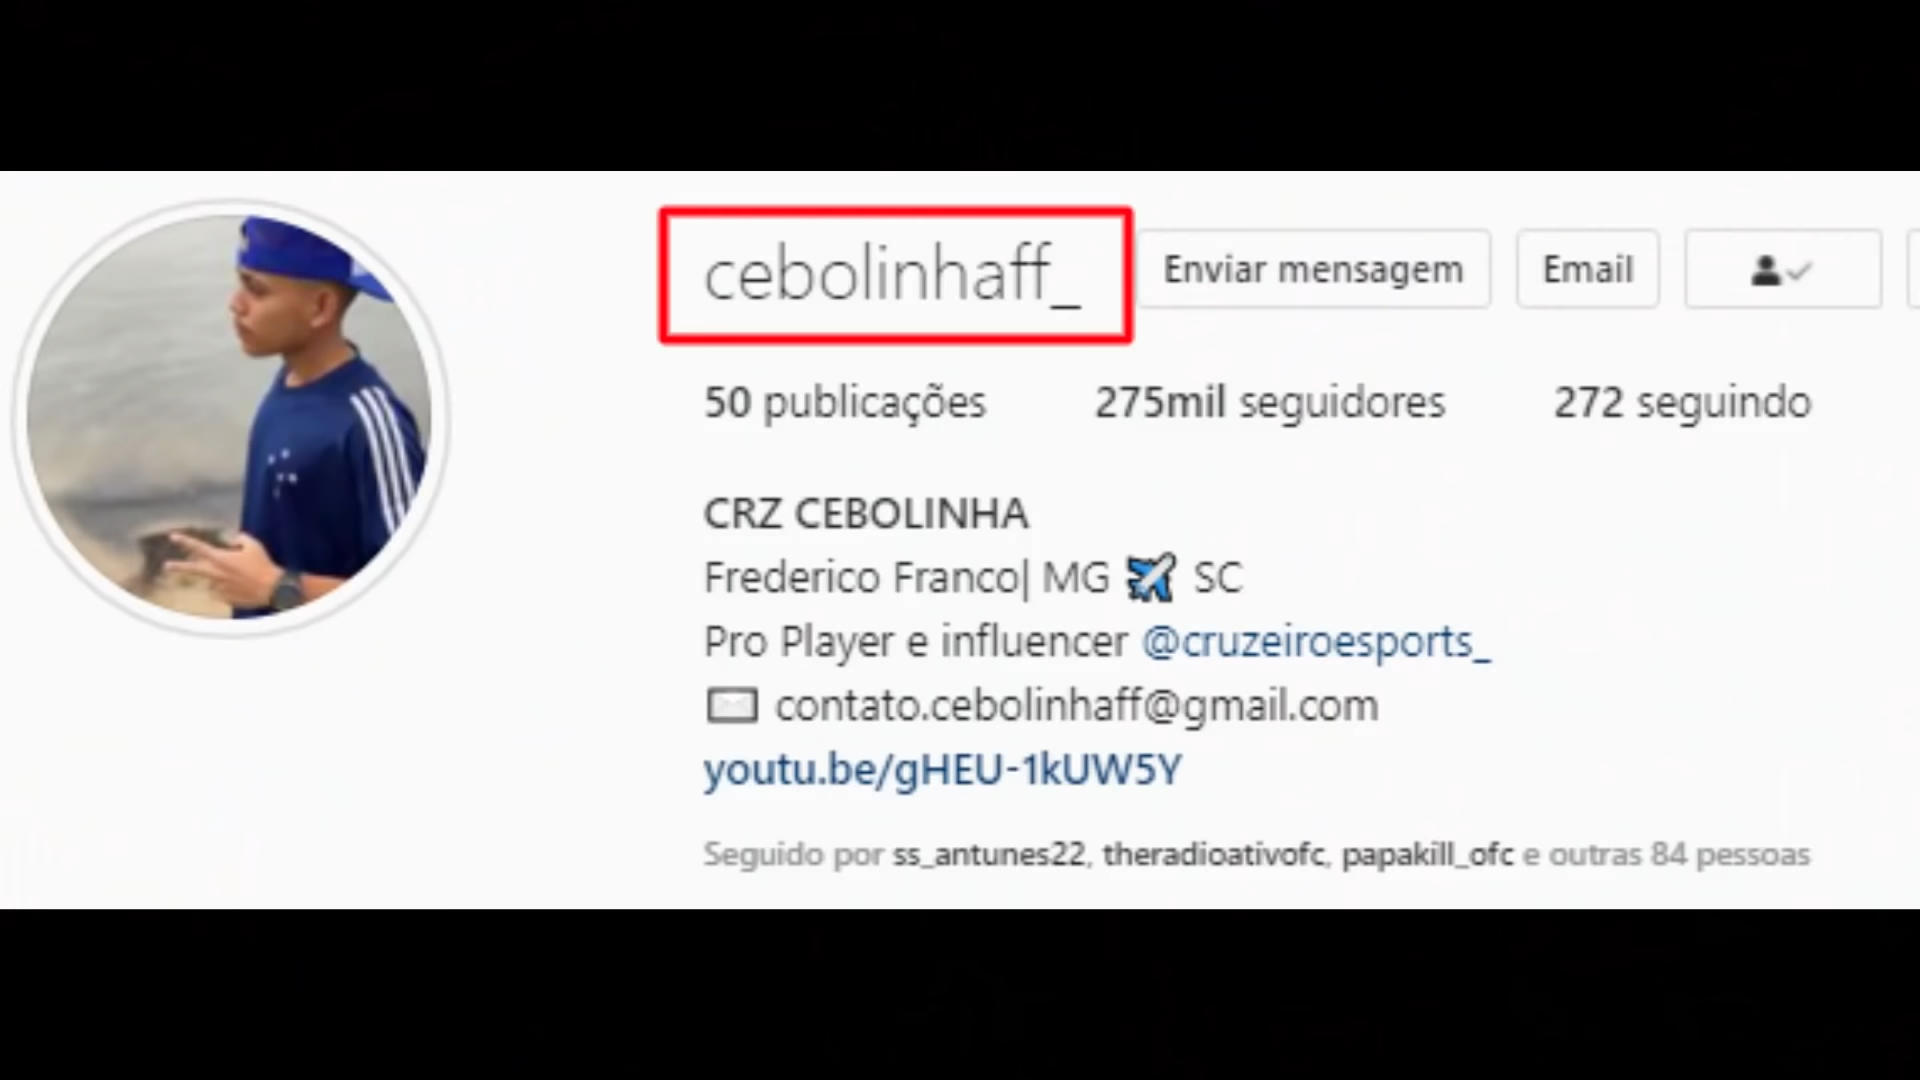 cebolinhaff_ Enviar mensagem Email
50 publicações 275mil seguidores 272 seguindo
CRZ CEBOLINHA
Frederico Franco| MG ✈️ SC
Pro Player e influencer @cruzeiroesports_
✉️ contato.cebolinhaff@gmail.com
youtu.be/gHEU-1kUW5Y
Seguido por ss_antunes22, theradioativofc, papakill_ofc e outras 84 pessoas